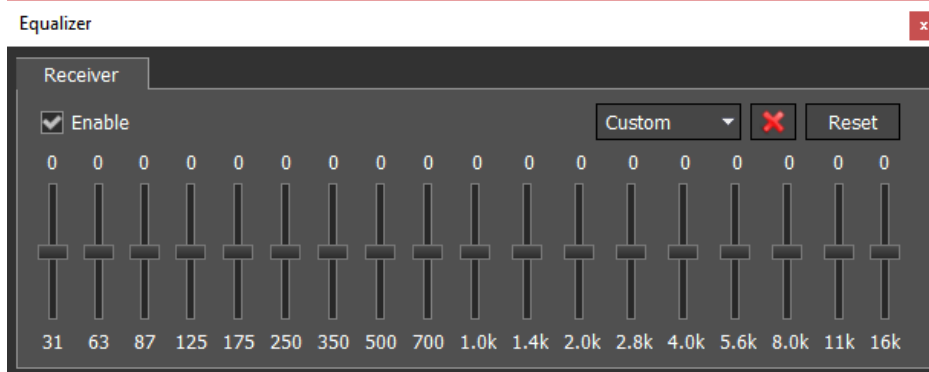 Equalizer x
Receiver
Enable Custom Reset
0 0 0 0 0 0 0 0 0 0 0 0 0 0 0 0 0 0
31 63 87 125 175 250 350 500 700 1.0k 1.4k 2.0k 2.8k 4.0k 5.6k 8.0k 11k 16k